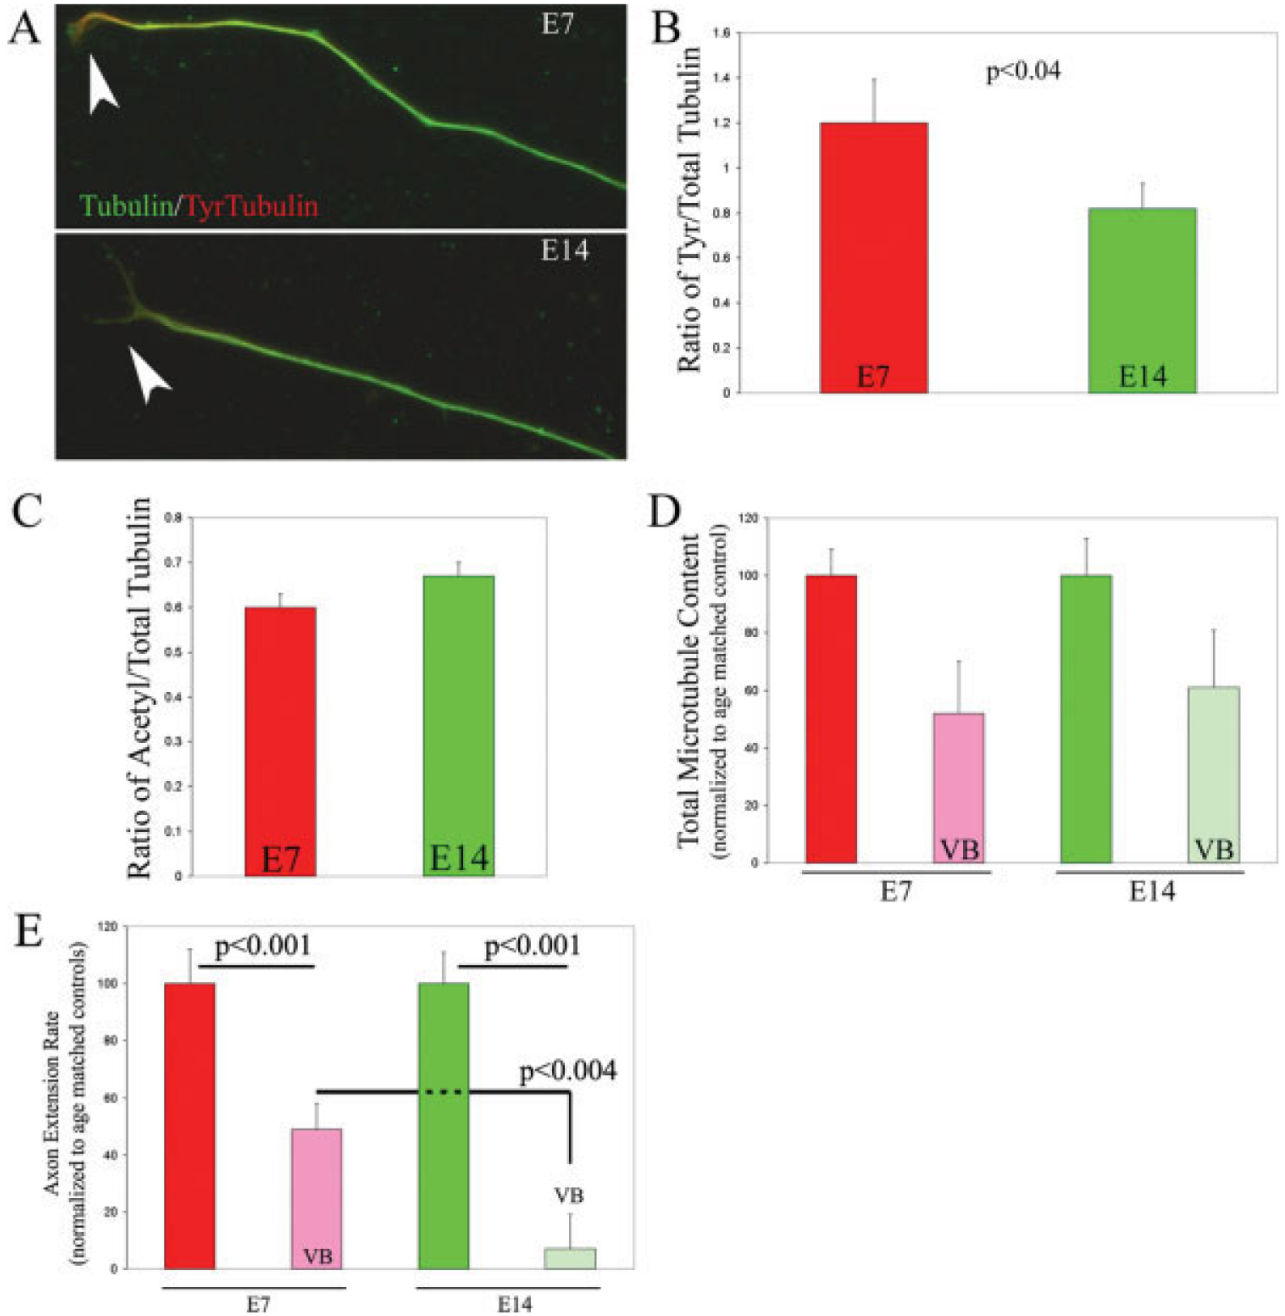 A
E7
Tubulin/TyrTubulin
E14
B
Ratio of Tyr/Total Tubulin
1.6
1.4
1.2
1
0.8
0.6
0.4
0.2
0
p<0.04
E7
E14
C
Ratio of Acetyl/Total Tubulin
0.8
0.7
0.6
0.5
0.4
0.3
0.2
0.1
0
E7
E14
D
Total Microtubule Content
(normalized to age matched control)
120
100
80
60
40
20
0
VB
VB
E7
E14
E
Axon Extension Rate
(normalized to age matched controls)
120
100
80
60
40
20
0
p<0.001
p<0.001
p<0.004
VB
VB
E7
E14